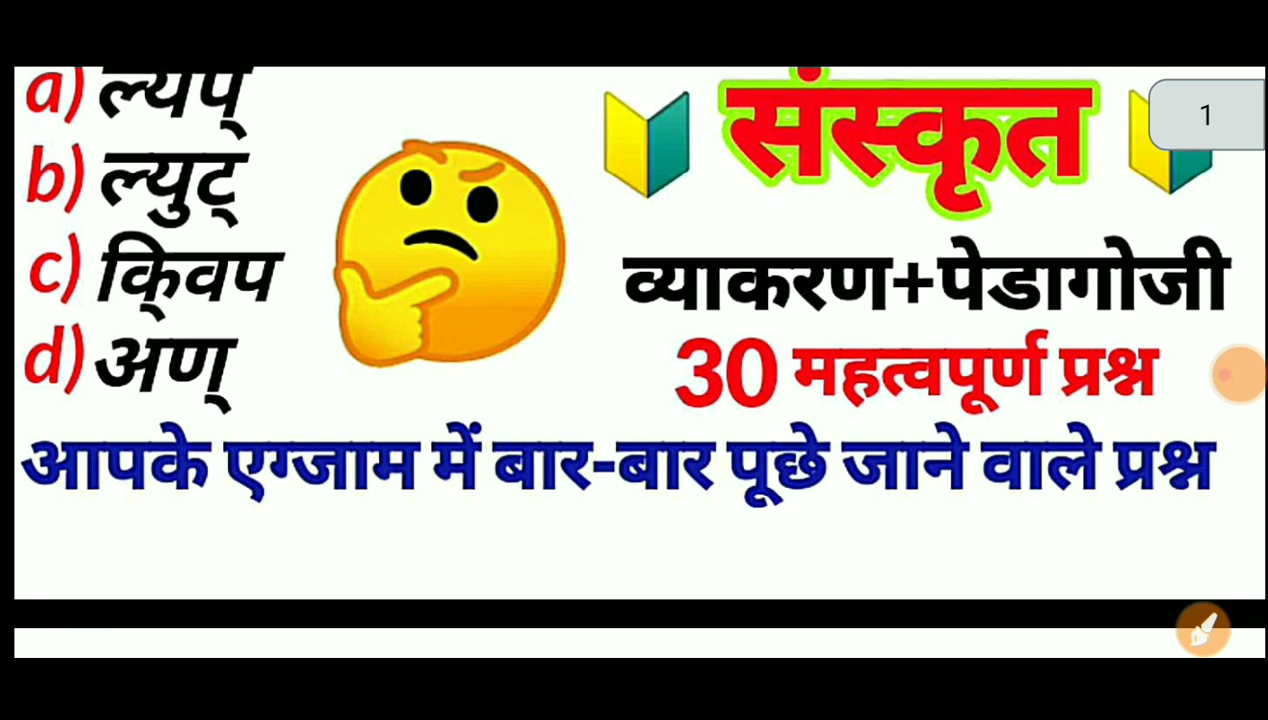 a) ल्यप्
b) ल्युट्
c) क्विप
d) अण्
संस्कृत
1
व्याकरण+पेडागोजी
30 महत्वपूर्ण प्रश्न
आपके एग्जाम में बार-बार पूछे जाने वाले प्रश्न